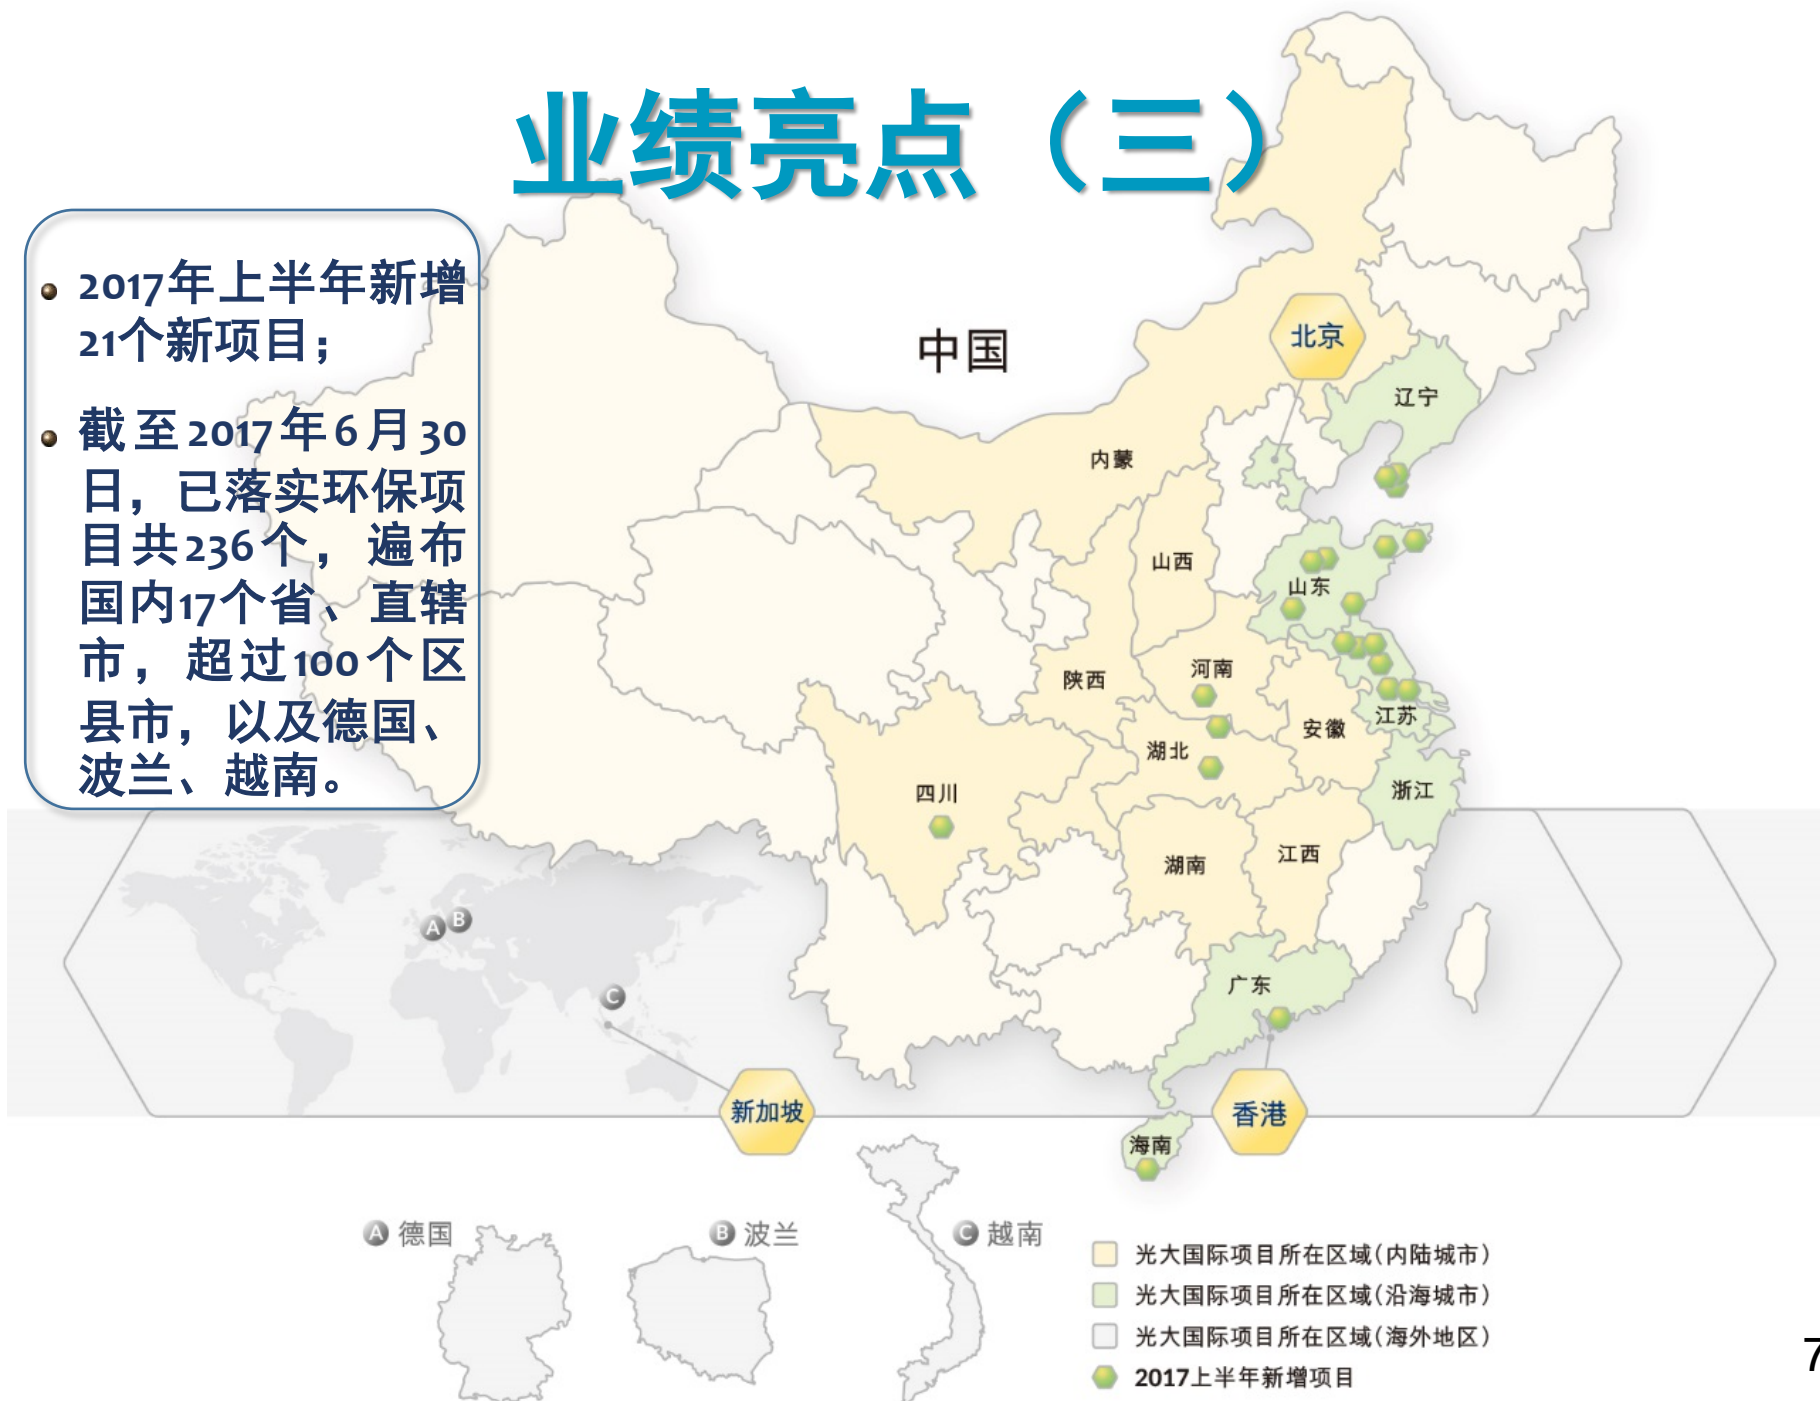 业绩亮点（三）
2017年上半年新增
21个新项目；
截至2017年6月30
日，已落实环保项
目共236个，遍布
国内17个省、直辖
市，超过100个区
县市，以及德国、
波兰、越南。
中国
北京
辽宁
内蒙
山西
山东
陕西
河南
江苏
安徽
湖北
浙江
四川
湖南
江西
广东
海南
A
B
C
新加坡
香港
A 德国
B 波兰
C 越南
光大国际项目所在区域(内陆城市)
光大国际项目所在区域(沿海城市)
光大国际项目所在区域(海外地区)
2017上半年新增项目
7